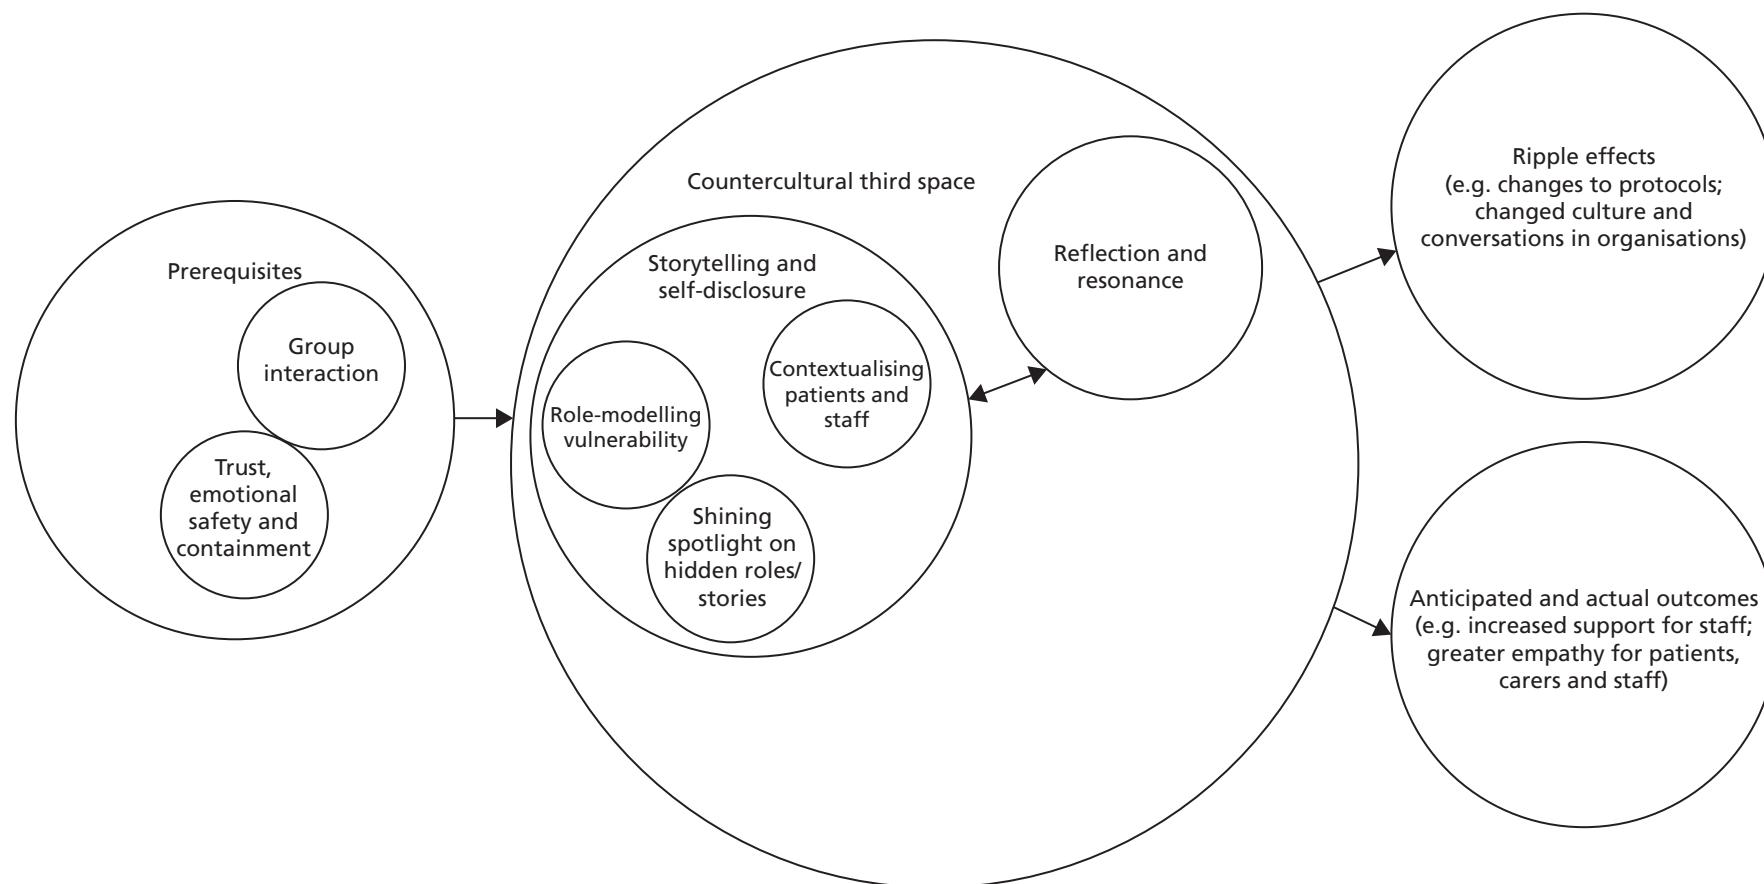 Prerequisites
Group
interaction
Trust,
emotional
safety and
containment
Countercultural third space
Storytelling and
self-disclosure
Role-modelling
vulnerability
Contextualising
patients and
staff
Shining
spotlight on
hidden roles/
stories
Reflection and
resonance
Ripple effects
(e.g. changes to protocols;
changed culture and
conversations in organisations)
Anticipated and actual outcomes
(e.g. increased support for staff;
greater empathy for patients,
carers and staff)